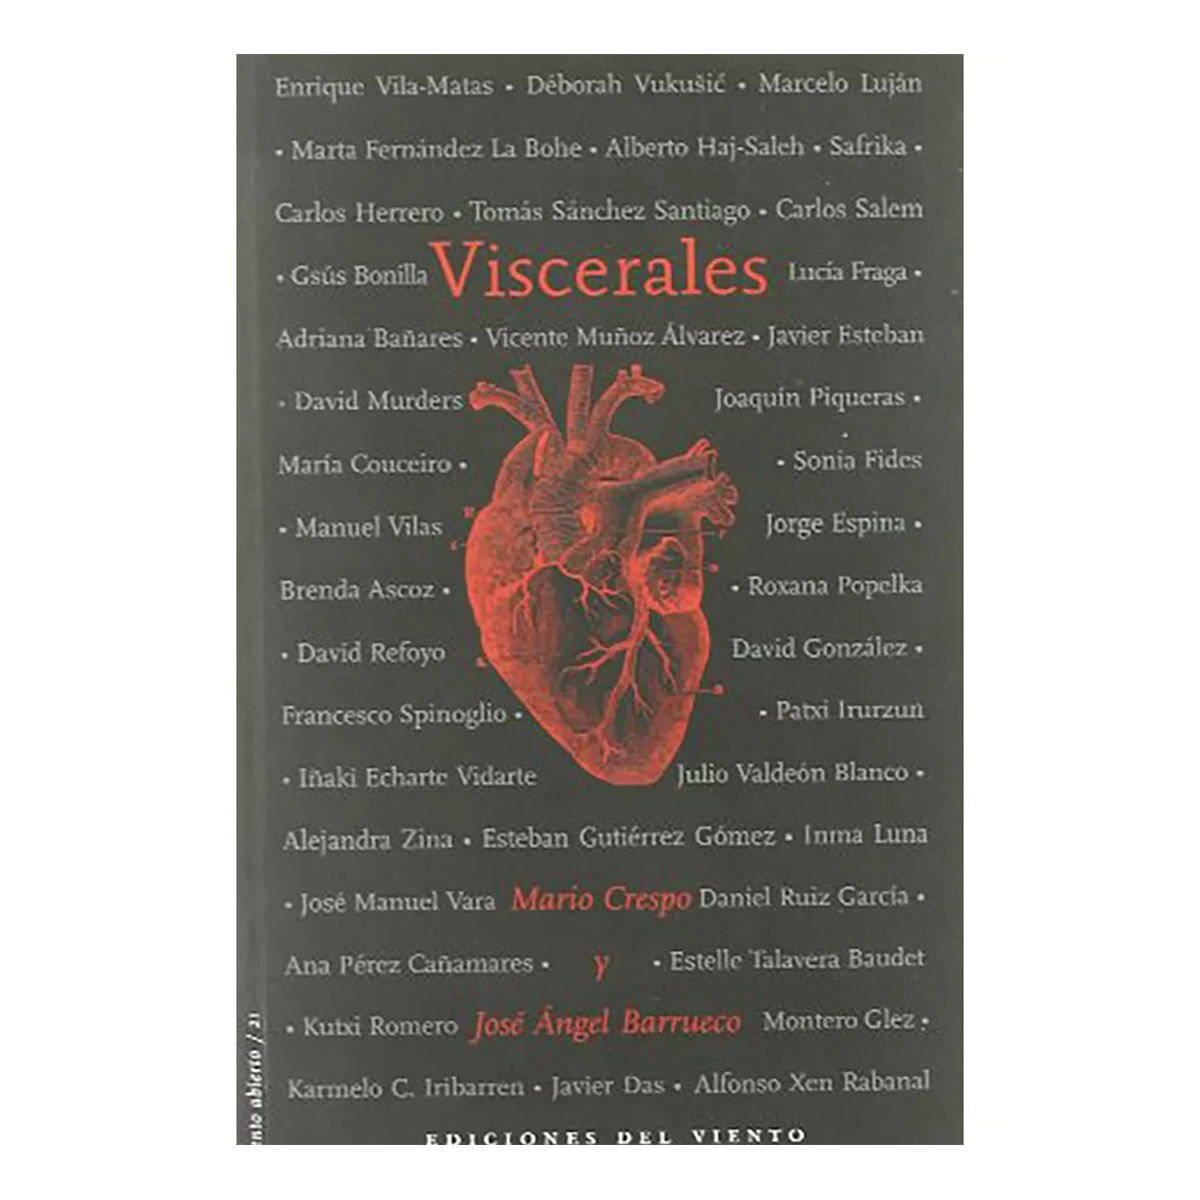 Enrique Vila-Matas • Déborah Vukušić • Marcelo Luján
• Marta Fernández La Bohe • Alberto Haj-Saleh • Safrika •
Carlos Herrero • Tomás Sánchez Santiago • Carlos Salem
• Gsús Bonilla Viscerales Lucía Fraga •
Adriana Bañares • Vicente Muñoz Álvarez • Javier Esteban
• David Murders Joaquín Piqueras •
María Couceiro • • Sonia Fides
• Manuel Vilas Jorge Espina •
Brenda Ascoz • • Roxana Popelka
• David Refoyo David González •
Francesco Spinoglio • • Patxi Irurzun
• Iñaki Echarte Vidarte Julio Valdeón Blanco •
Alejandra Zina • Esteban Gutiérrez Gómez • Inma Luna
• José Manuel Vara Mario Crespo Daniel Ruiz García •
Ana Pérez Cañamares • y • Estelle Talavera Baudet
• Kutxi Romero José Ángel Barrueco Montero Glez •
Karmelo C. Iribarren • Javier Das • Alfonso Xen Rabanal
EDICIONES DEL VIENTO
ento abierto / 21